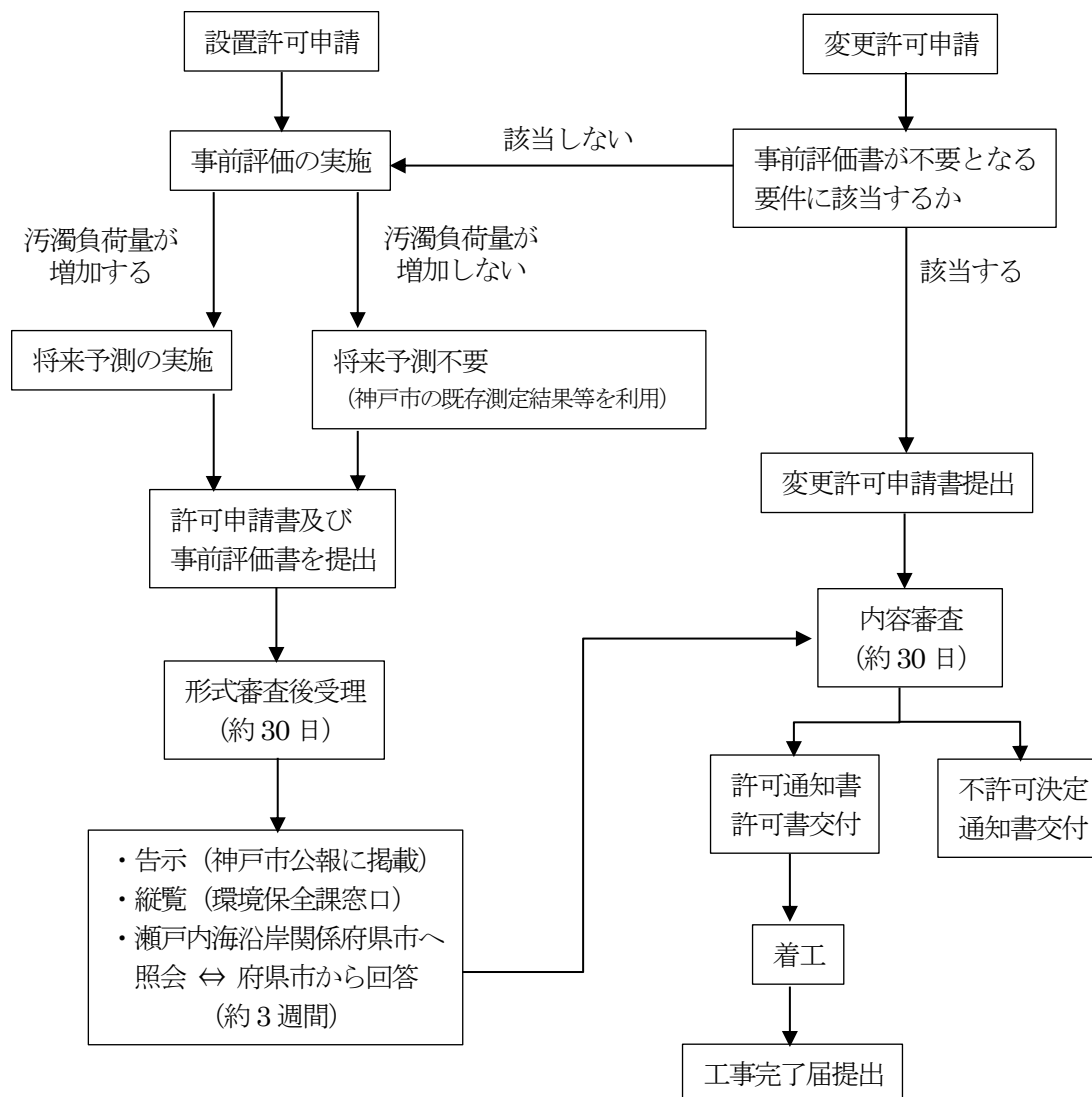 設置許可申請
変更許可申請
事前評価の実施
該当しない
事前評価書が不要となる
要件に該当するか
汚濁負荷量が
増加する
汚濁負荷量が
増加しない
該当する
将来予測の実施
将来予測不要
（神戸市の既存測定結果等を利用）
変更許可申請書提出
許可申請書及び
事前評価書を提出
内容審査
（約 30 日）
形式審査後受理
（約 30 日）
許可通知書
許可書交付
不許可決定
通知書交付
・告示（神戸市公報に掲載）
・縦覧（環境保全課窓口）
・瀬戸内海沿岸関係府県市へ
照会 ⇔ 府県市から回答
（約 3 週間）
着工
工事完了届提出